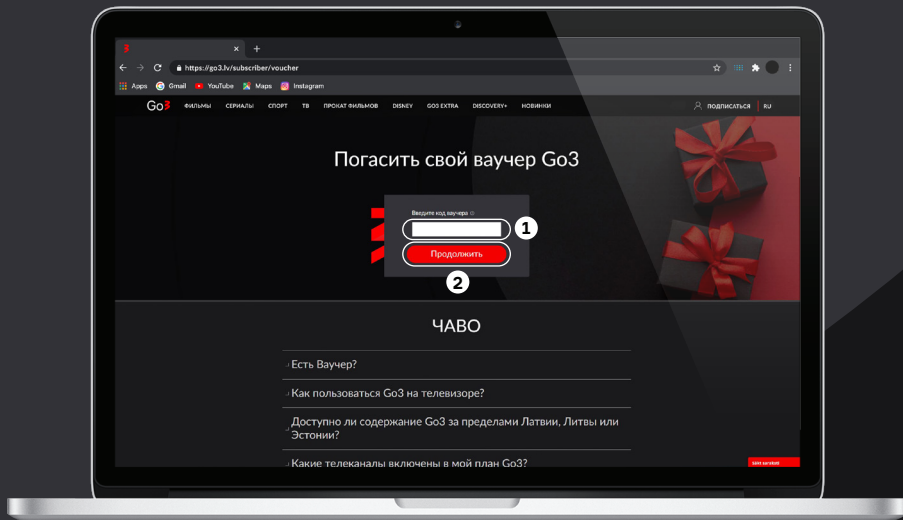 × +
https://go3.lv/subscriber/voucher
Apps Gmail YouTube Maps Instagram
Go3 ФИЛЬМЫ СЕРИАЛЫ СПОРТ ТВ ПРОКАТ ФИЛЬМОВ DISNEY GO3 EXTRA DISCOVERY+ НОВИНКИ ПОДПИСАТЬСЯ RU
Погасить свой ваучер Go3
Введите код ваучера
1
Продолжить
2
ЧАВО
Есть Ваучер?
Как пользоваться Go3 на телевизоре?
Доступно ли содержание Go3 за пределами Латвии, Литвы или
Эстонии?
Какие телеканалы включены в мой план Go3?